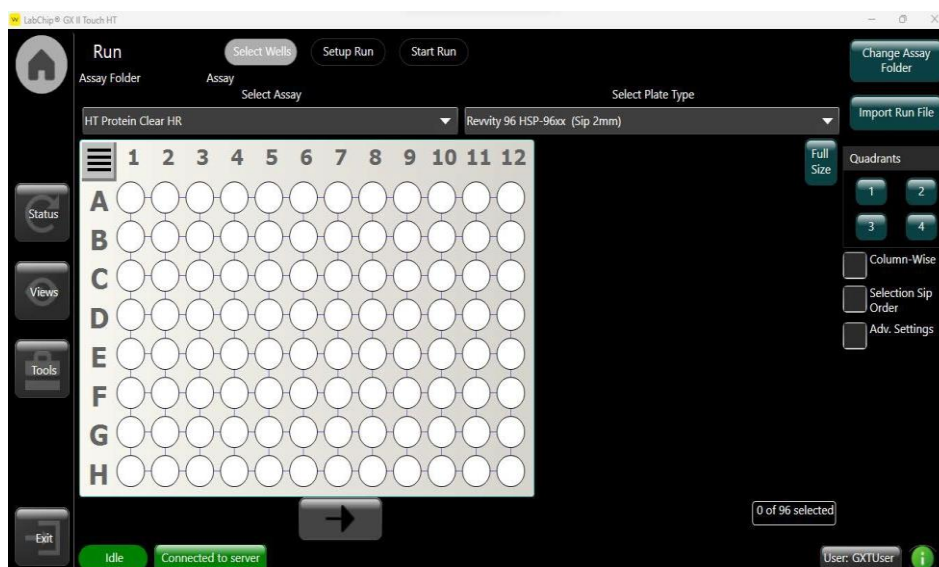 W LabChip® GX II Touch HT
Run
Select Wells
Setup Run
Start Run
Change Assay
Folder
Assay Folder
Assay
Select Assay
Select Plate Type
HT Protein Clear HR
Revvity 96 HSP-96xx (Sip 2mm)
Import Run File
1 2 3 4 5 6 7 8 9 10 11 12
A
B
C
D
E
F
G
H
Full
Size
Quadrants
1 2
3 4
Column-Wise
Selection Sip
Order
Adv. Settings
Status
Views
Tools
Exit
0 of 96 selected
Idle
Connected to server
User: GXTUser
i